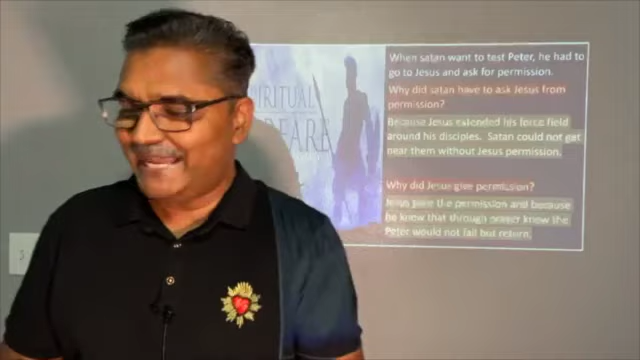 When satan want to test Peter, he had to
go to Jesus and ask for permission.
Why did satan have to ask Jesus from
permission?
Because Jesus extended his force field
around his disciples. Satan could not get
near them without Jesus permission.
Why did Jesus give permission?
Jesus gave the permission and because
he knew that through prayer know the
Peter would not fail but return.
IRITUAL
RFARE